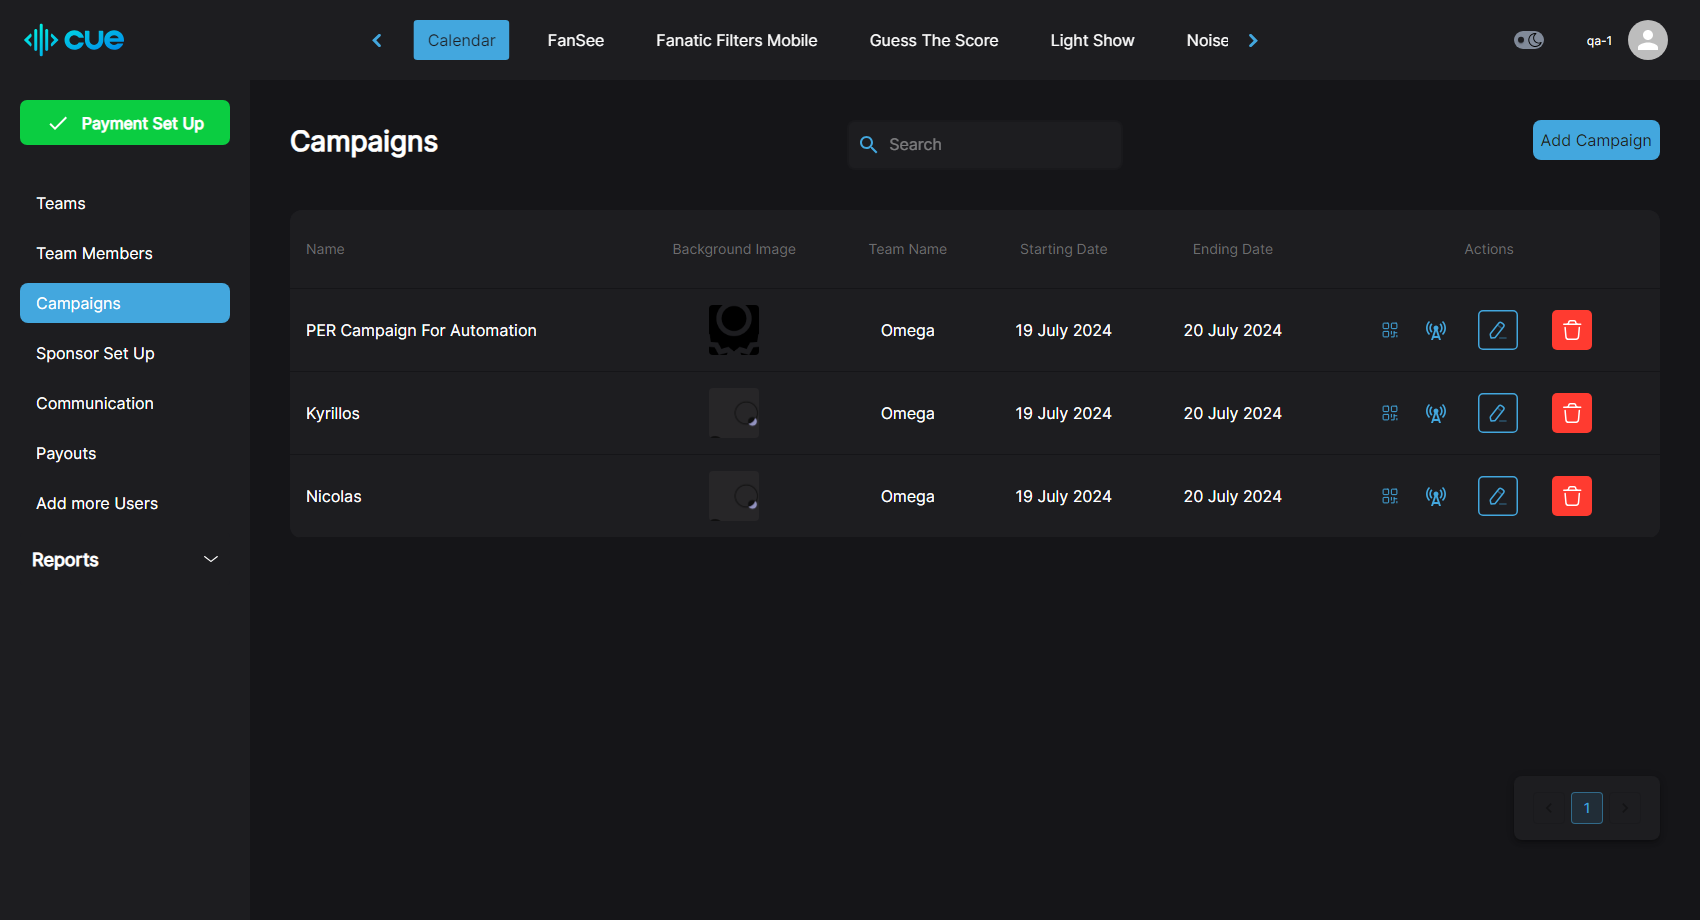 cue
Calendar FanSee Fanatic Filters Mobile Guess The Score Light Show Noise
qa-1
Payment Set Up
Teams
Team Members
Campaigns
Sponsor Set Up
Communication
Payouts
Add more Users
Reports
Campaigns
Search
Add Campaign
Name Background Image Team Name Starting Date Ending Date Actions
PER Campaign For Automation Omega 19 July 2024 20 July 2024
Kyrillos Omega 19 July 2024 20 July 2024
Nicolas Omega 19 July 2024 20 July 2024
1